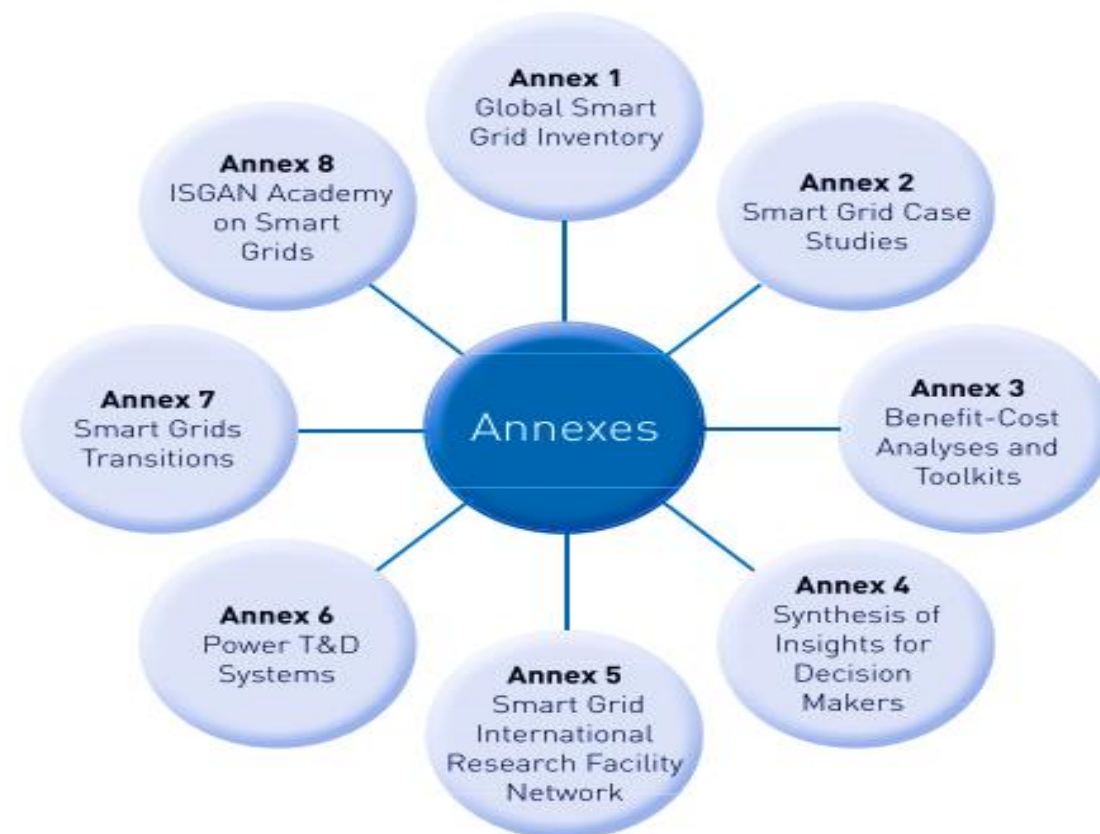 Annex 1
Global Smart
Grid Inventory
Annex 2
Smart Grid Case
Studies
Annex 3
Benefit-Cost
Analyses and
Toolkits
Annex 4
Synthesis of
Insights for
Decision
Makers
Annex 5
Smart Grid
International
Research Facility
Network
Annex 6
Power T&D
Systems
Annex 7
Smart Grids
Transitions
Annex 8
ISGAN Academy
on Smart
Grids
Annexes